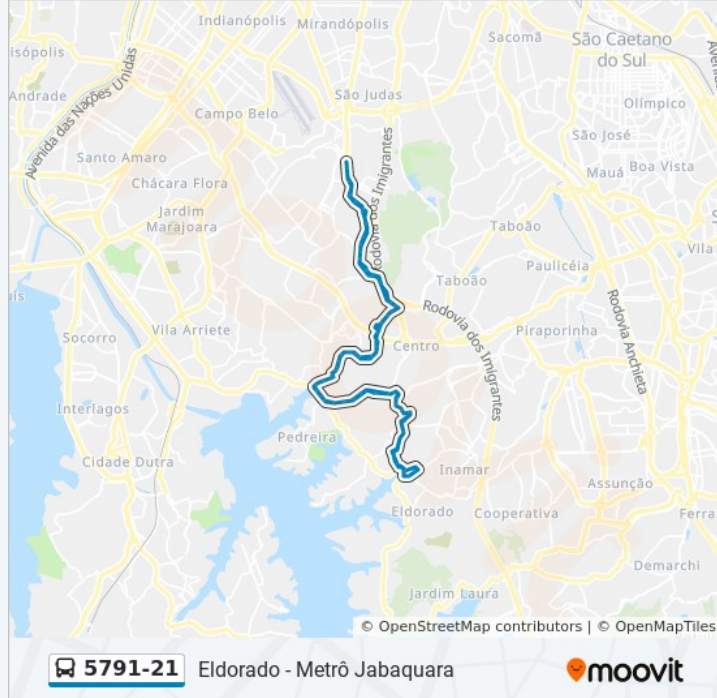 Indianópolis
Mirandópolis
Sacomã
São Caetano
do Sul
isópolis
Avenida das Nações Unidas
Andrade
São Judas
Campo Belo
Olímpico
São José
Santo Amaro
Chácara Flora
Mauá
Boa Vista
Rodovia dos Imigrantes
Jardim
Marajoara
Taboão
Vila
Paulicéia
uís
Taboão
Rodovia dos Imigrantes
Rodovia Anchieta
Socorro
Vila Arriete
Piraporinha
Centro
Interlagos
Pedreira
Cidade Dutra
Inamar
Assunção
Eldorado
Cooperativa
Ferraz
Demarchi
Jardim Laura
© OpenStreetMap contributors | © OpenMapTiles
5791-21 Eldorado - Metrô Jabaquara
moovit